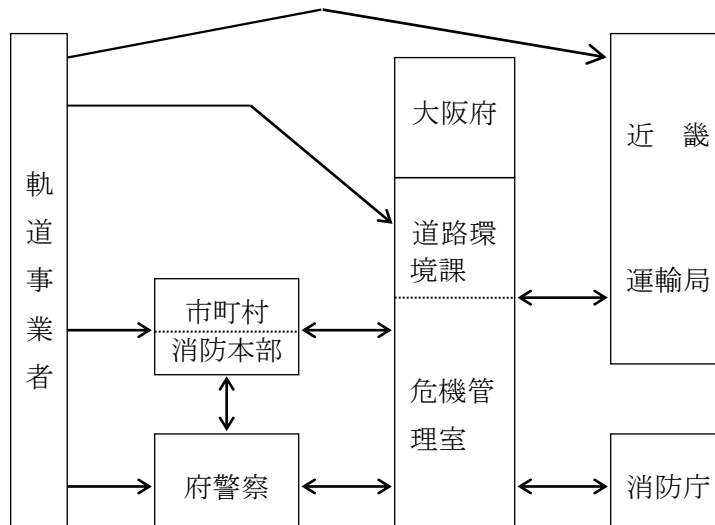 軌道事業者
市町村
消防本部
府警察
大阪府
道路環
境課
危機管
理室
近　畿
運輸局
消防庁